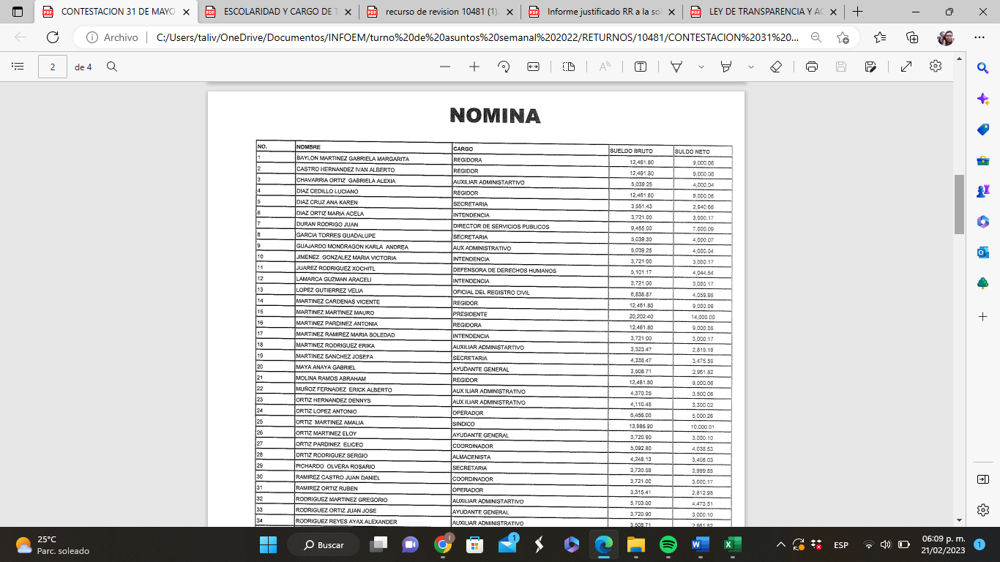 CONTESTACION 31 DE MAYO
ESCOLARIDAD Y CARGO DE T
recurso de revision 10481 (1).
Informe justificado RR a la so
LEY DE TRANSPARENCIA Y AC
Archivo C:/Users/taliv/OneDrive/Documentos/INFOEM/turno%20de%20asuntos%20semanal%202022/RETURNOS/10481/CONTESTACION%2031%20...
2 de 4
NOMINA
NO. NOMBRE CARGO SUELDO BRUTO SULDO NETO
1 BAYLON MARTINEZ GABRIELA MARGARITA REGIDORA 12,461.80 9,000.06
2 CASTRO HERNANDEZ IVAN ALBERTO REGIDOR 12,461.80 9,000.06
3 CHAVARRIA ORTIZ GABRIELA ALEXIA AUXILIAR ADMINISTARTIVO 5,039.25 4,000.04
4 DIAZ CEDILLO LUCIANO REGIDOR 12,461.80 9,000.06
5 DIAZ CRUZ ANA KAREN SECRETARIA 3,551.43 2,940.66
6 DIAZ ORTIZ MARIA ACELA INTENDENCIA 3,721.00 3,000.17
7 DURAN RODRIGO JUAN DIRECTOR DE SERVICIOS PUBLICOS 9,455.00 7,000.09
8 GARCIA TORRES GUADALUPE SECRETARIA 5,039.30 4,000.07
9 GUAJARDO MONDRAGON KARLA ANDREA AUX ADMINISTRATIVO 5,039.25 4,000.04
10 JIMENEZ GONZALEZ MARIA VICTORIA INTENDENCIA 3,721.00 3,000.17
11 JUAREZ RODRIGUEZ XOCHITL DEFENSORA DE DERECHOS HUMANOS 5,101.17 4,044.54
12 LAMARCA GUZMAN ARACELI INTENDENCIA 3,721.00 3,000.17
13 LOPEZ GUTIERREZ VELIA OFICIAL DEL REGISTRO CIVIL 6,838.87 4,059.98
14 MARTINEZ CARDENAS VICENTE REGIDOR 12,461.80 9,000.06
15 MARTINEZ MARTINEZ MAURO PRESIDENTE 20,202.40 14,000.00
16 MARTINEZ PARDINEZ ANTONIA REGIDORA 12,461.80 9,000.06
17 MARTINEZ RAMIREZ MARIA SOLEDAD INTENDENCIA 3,721.00 3,000.17
18 MARTINEZ RODRIGUEZ ERIKA AUXILIAR ADMINISTARTIVO 3,323.47 2,819.19
19 MARTINEZ SANCHEZ JOSEFA SECRETARIA 4,338.47 3,475.59
20 MAYA ANAYA GABRIEL AYUDANTE GENERAL 3,508.71 2,961.82
21 MOLINA RAMOS ABRAHAM REGIDOR 12,461.80 9,000.06
22 MUÑOZ FERNADEZ ERICK ALBERTO AUX ILIAR ADMINISTRATIVO 4,370.25 3,500.06
23 ORTIZ HERNANDEZ DENNYS AUX ILIAR ADMINISTRATIVO 4,110.45 3,300.02
24 ORTIZ LOPEZ ANTONIO OPERADOR 6,456.00 5,000.26
25 ORTIZ MARTINEZ AMALIA SINDICO 13,986.90 10,000.01
26 ORTIZ MARTINEZ ELOY AYUDANTE GENERAL 3,720.90 3,000.10
27 ORTIZ PARDINEZ ELICEO COORDINADOR 5,092.80 4,038.53
28 ORTIZ RODRIGUEZ SERGIO ALMACENISTA 4,248.13 3,406.03
29 PICHARDO OLVERA ROSARIO SECRETARIA 3,720.59 2,999.85
30 RAMIREZ CASTRO JUAN DANIEL COORDINADOR 3,721.00 3,000.17
31 RAMIREZ ORTIZ RUBEN OPERADOR 3,315.41 2,812.98
32 RODRIGUEZ MARTINEZ GREGORIO AUXILIAR ADMINISTARTIVO 5,703.00 4,473.51
33 RODRIGUEZ ORTIZ JUAN JOSE AYUDANTE GENERAL 3,720.90 3,000.10
34 RODRIGUEZ REYES AYAX ALEXANDER AUXILIAR ADMINISTRATIVO 3,508.71 2,961.82
25°C
Parc. soleado
Buscar
1
ESP
06:09 p. m.
21/02/2023
1